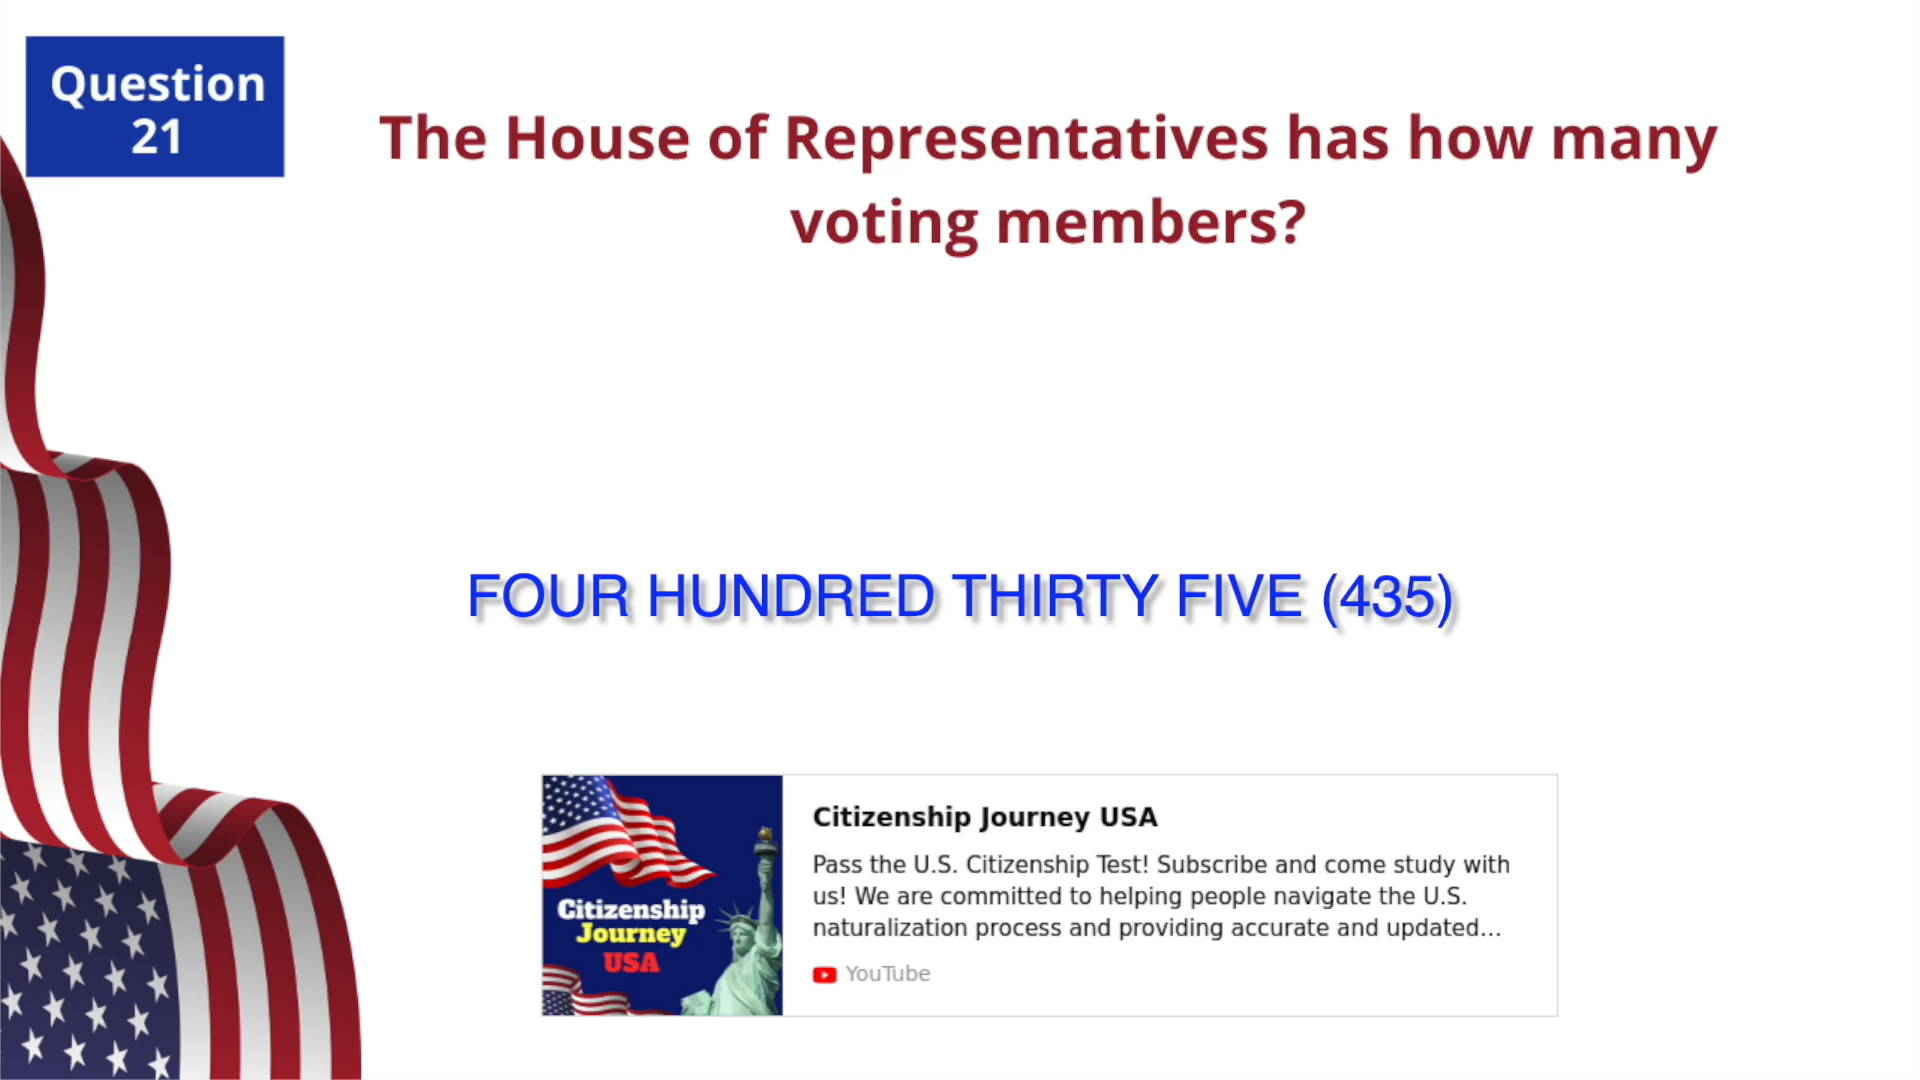 Question
21
The House of Representatives has how many
voting members?
FOUR HUNDRED THIRTY FIVE (435)
Citizenship
Journey
USA
Citizenship Journey USA
Pass the U.S. Citizenship Test! Subscribe and come study with
us! We are committed to helping people navigate the U.S.
naturalization process and providing accurate and updated...
YouTube